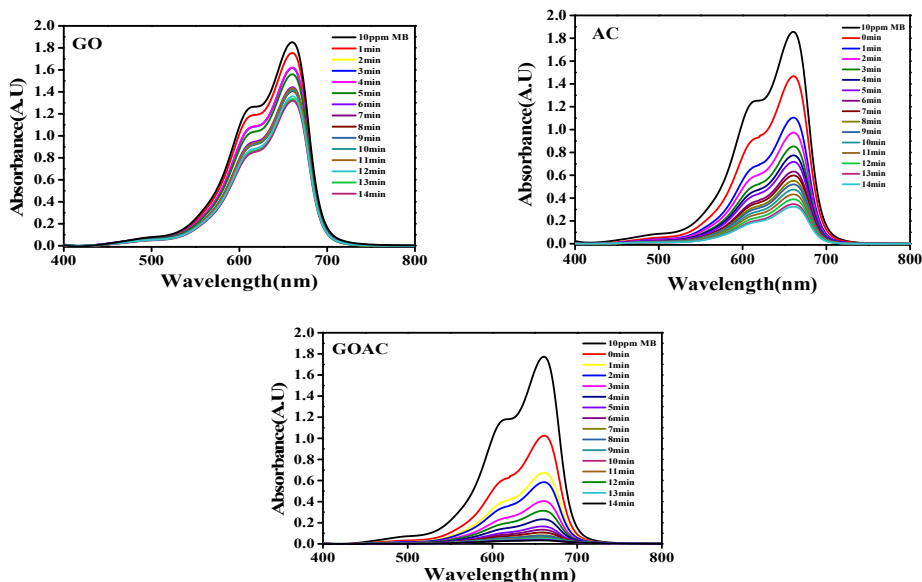 GO
Absorbance(A.U)
2.0
1.8
1.6
1.4
1.2
1.0
0.8
0.6
0.4
0.2
0.0
400
500
600
700
800
Wavelength(nm)
10ppm MB
1min
2min
3min
4min
5min
6min
7min
8min
9min
10min
11min
12min
13min
14min
AC
Absorbance(A.U)
2.0
1.8
1.6
1.4
1.2
1.0
0.8
0.6
0.4
0.2
0.0
400
500
600
700
800
Wavelength(nm)
10ppm MB
0min
1min
2min
3min
4min
5min
6min
7min
8min
9min
10min
11min
12min
13min
14min
GOAC
Absorbance(A.U)
2.0
1.8
1.6
1.4
1.2
1.0
0.8
0.6
0.4
0.2
0.0
400
500
600
700
800
Wavelength(nm)
10ppm MB
0min
1min
2min
3min
4min
5min
6min
7min
8min
9min
10min
11min
12min
13min
14min